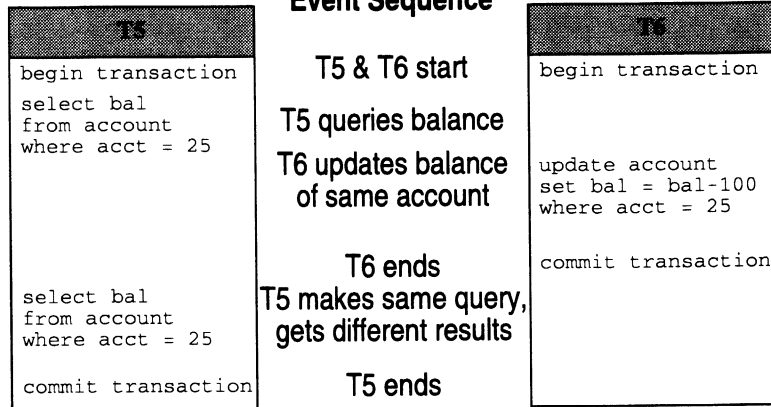 Event Sequence
T5
begin transaction
select bal
from account
where acct = 25
select bal
from account
where acct = 25
commit transaction
T5 & T6 start
T5 queries balance
T6 updates balance
of same account
T6 ends
T5 makes same query,
gets different results
T5 ends
T6
begin transaction
update account
set bal = bal-100
where acct = 25
commit transaction